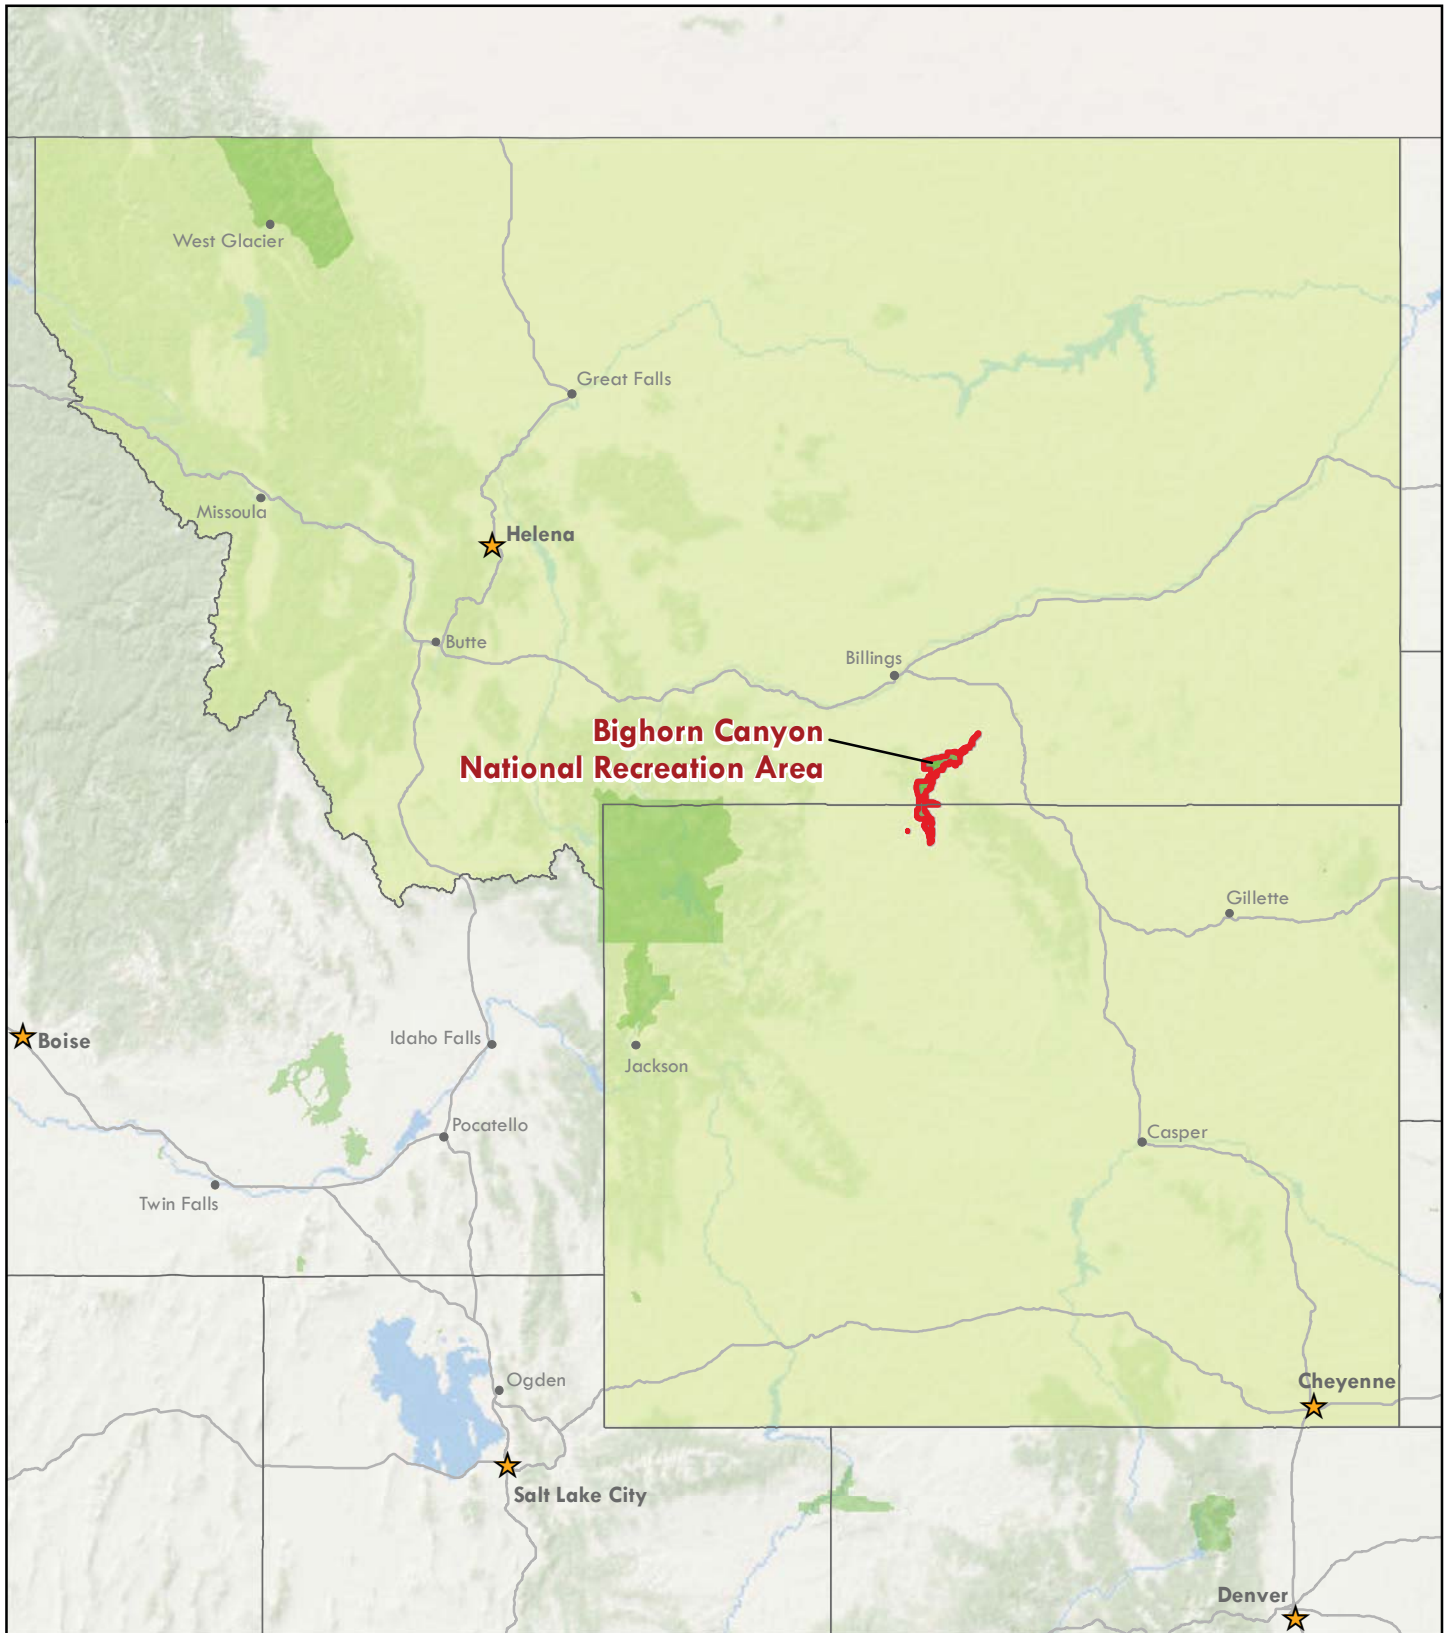 West Glacier
Great Falls
Missoula
Helena
Butte
Billings
Bighorn Canyon
National Recreation Area
Gillette
Boise
Idaho Falls
Jackson
Pocatello
Casper
Twin Falls
Ogden
Cheyenne
Salt Lake City
Denver